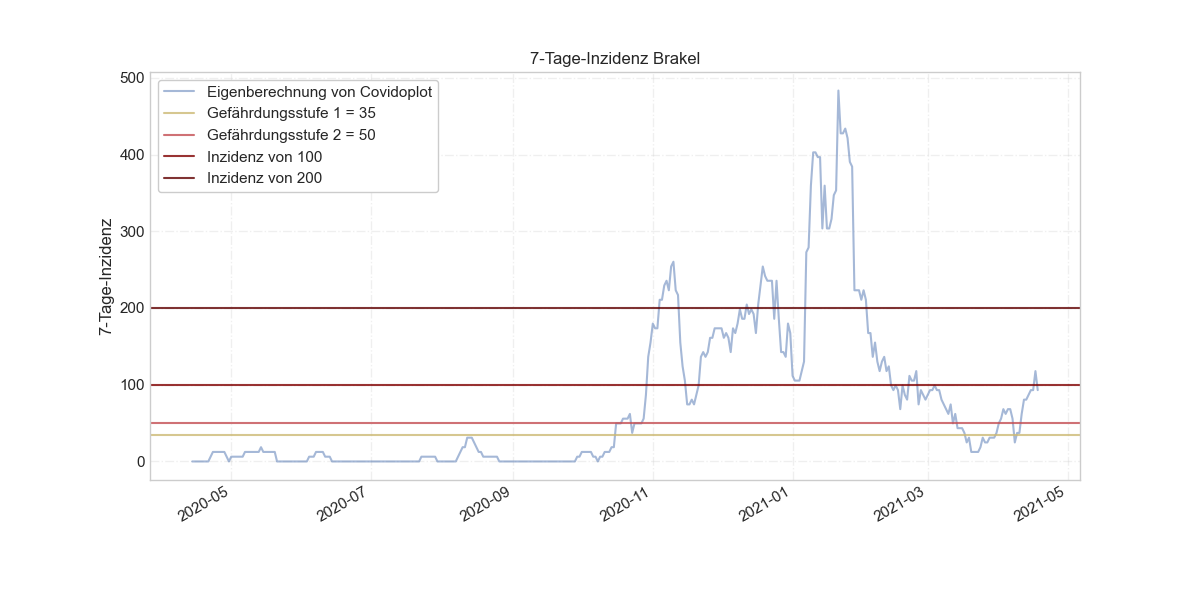 7-Tage-Inzidenz Brakel
7-Tage-Inzidenz
500
400
300
200
100
0
Eigenberechnung von Covidoplot
Gefährdungsstufe 1 = 35
Gefährdungsstufe 2 = 50
Inzidenz von 100
Inzidenz von 200
2020-05
2020-07
2020-09
2020-11
2021-01
2021-03
2021-05